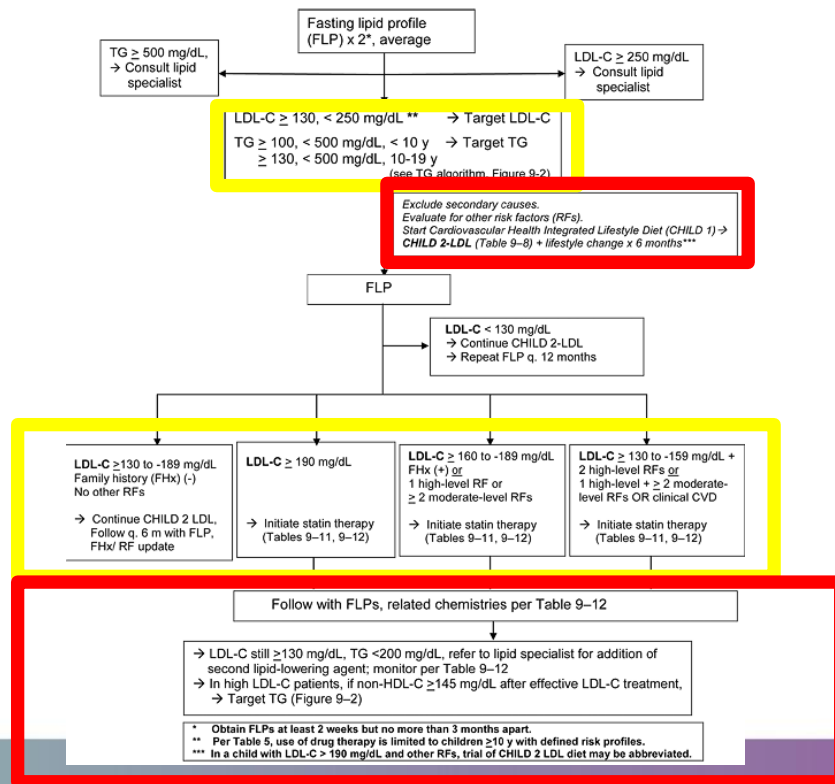 Fasting lipid profile
(FLP) x 2*, average
TG ≥ 500 mg/dL,
→ Consult lipid
specialist
LDL-C ≥ 250 mg/dL
→ Consult lipid
specialist
LDL-C ≥ 130, < 250 mg/dL ** → Target LDL-C
TG ≥ 100, < 500 mg/dL, < 10 y → Target TG
≥ 130, < 500 mg/dL, 10-19 y
(see TG algorithm, Figure 9-2)
Exclude secondary causes.
Evaluate for other risk factors (RFs).
Start Cardiovascular Health Integrated Lifestyle Diet (CHILD 1)→
CHILD 2-LDL (Table 9–8) + lifestyle change x 6 months***
FLP
LDL-C < 130 mg/dL
→ Continue CHILD 2-LDL
→ Repeat FLP q. 12 months
LDL-C ≥130 to -189 mg/dL
Family history (FHx) (-)
No other RFs
→ Continue CHILD 2 LDL,
Follow q. 6 m with FLP,
FHx/ RF update
LDL-C ≥ 190 mg/dL
→ Initiate statin therapy
(Tables 9–11, 9–12)
LDL-C ≥ 160 to -189 mg/dL
FHx (+) or
1 high-level RF or
≥ 2 moderate-level RFs
→ Initiate statin therapy
(Tables 9–11, 9–12)
LDL-C ≥ 130 to -159 mg/dL +
2 high-level RFs or
1 high-level + ≥ 2 moderate-
level RFs OR clinical CVD
→ Initiate statin therapy
(Tables 9–11, 9–12)
Follow with FLPs, related chemistries per Table 9–12
→ LDL-C still ≥130 mg/dL, TG <200 mg/dL, refer to lipid specialist for addition of
second lipid-lowering agent; monitor per Table 9–12
→ In high LDL-C patients, if non-HDL-C ≥145 mg/dL after effective LDL-C treatment,
→ Target TG (Figure 9–2)
* Obtain FLPs at least 2 weeks but no more than 3 months apart.
** Per Table 5, use of drug therapy is limited to children ≥10 y with defined risk profiles.
*** In a child with LDL-C > 190 mg/dL and other RFs, trial of CHILD 2 LDL diet may be abbreviated.